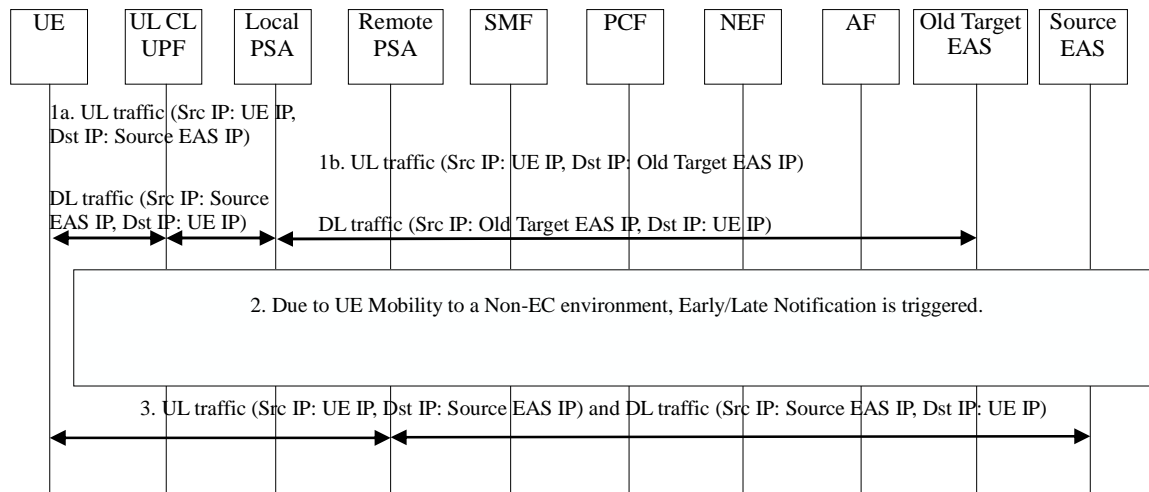 UE
UL CL
UPF
Local
PSA
Remote
PSA
SMF
PCF
NEF
AF
Old Target
EAS
Source
EAS
1a. UL traffic (Src IP: UE IP,
Dst IP: Source EAS IP)
1b. UL traffic (Src IP: UE IP, Dst IP: Old Target EAS IP)
DL traffic (Src IP: Source
EAS IP, Dst IP: UE IP)
DL traffic (Src IP: Old Target EAS IP, Dst IP: UE IP)
2. Due to UE Mobility to a Non-EC environment, Early/Late Notification is triggered.
3. UL traffic (Src IP: UE IP, Dst IP: Source EAS IP) and DL traffic (Src IP: Source EAS IP, Dst IP: UE IP)